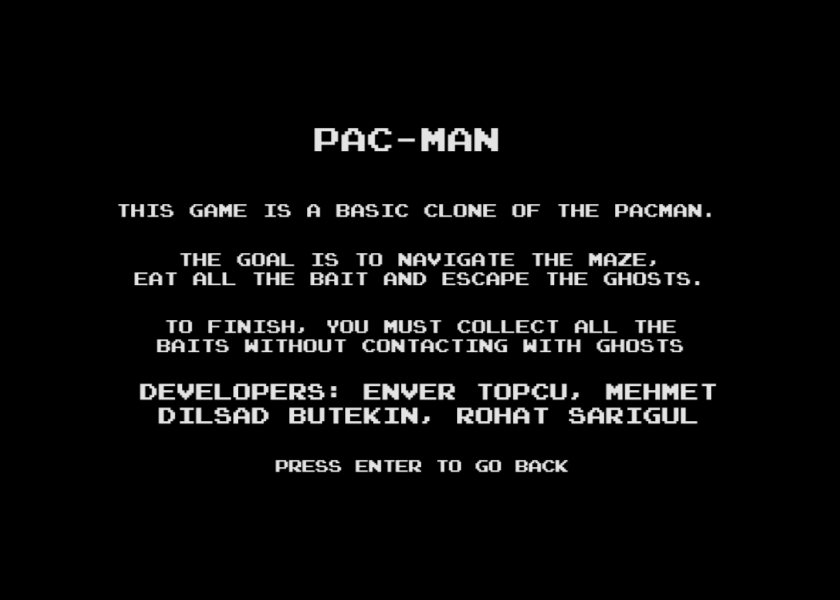 PAC-MAN
THIS GAME IS A BASIC CLONE OF THE PACMAN.
THE GOAL IS TO NAVIGATE THE MAZE,
EAT ALL THE BAIT AND ESCAPE THE GHOSTS.
TO FINISH, YOU MUST COLLECT ALL THE
BAITS WITHOUT CONTACTING WITH GHOSTS
DEVELOPERS: ENVER TOPCU, MEHMET
DILSAD BUTEKIN, ROHAT SARIGUL
PRESS ENTER TO GO BACK